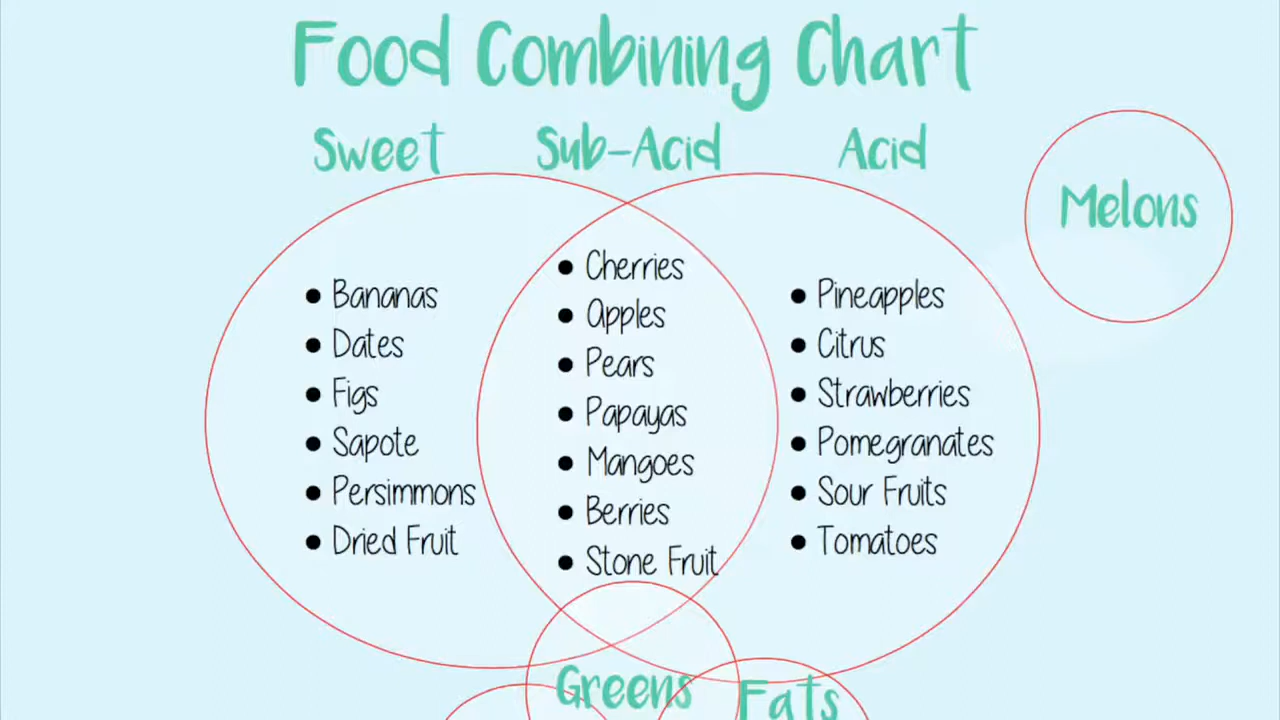 Food Combining Chart
Sweet
Sub-Acid
Acid
Melons
• Bananas
• Dates
• Figs
• Sapote
• Persimmons
• Dried Fruit
• Cherries
• Apples
• Pears
• Papayas
• Mangoes
• Berries
• Stone Fruit
• Pineapples
• Citrus
• Strawberries
• Pomegranates
• Sour Fruits
• Tomatoes
Greens
Fats